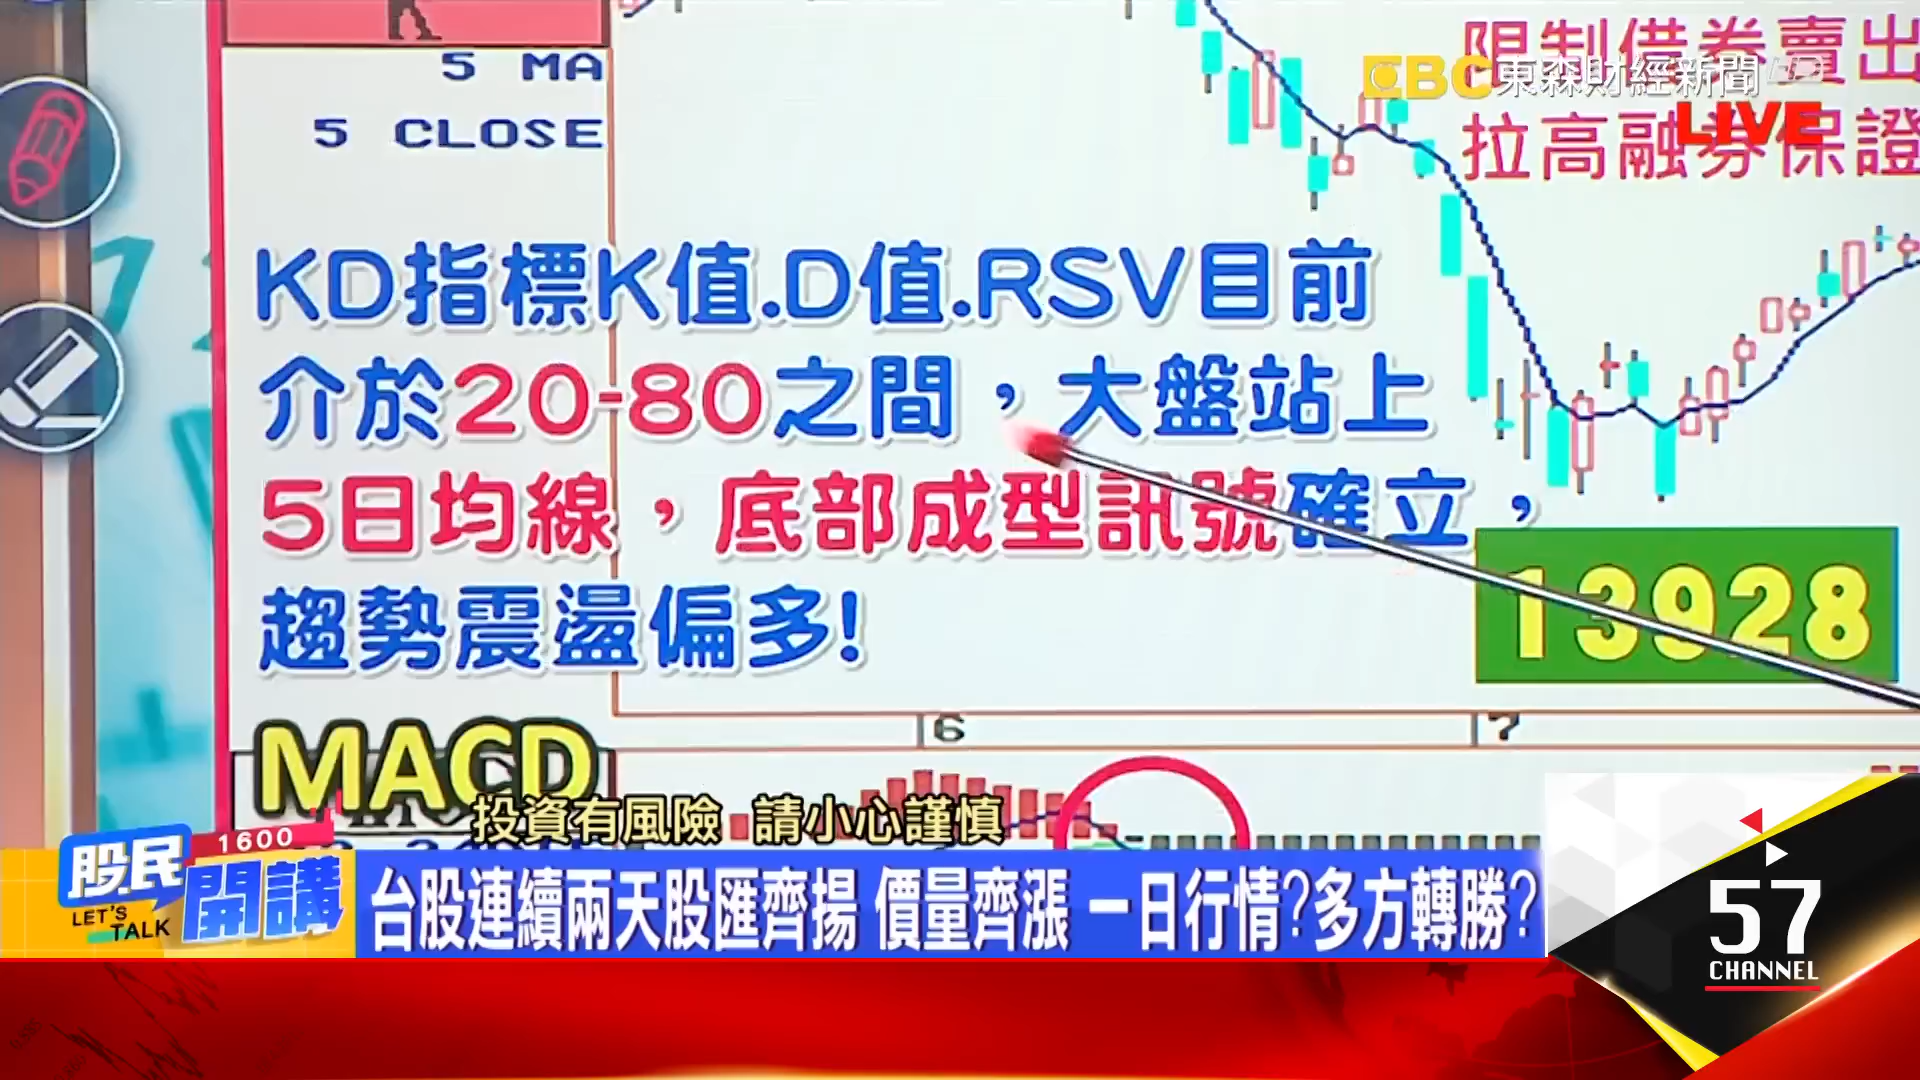 K
5 MA
5 CLOSE
限制借券賣出
EBC東森財經新聞HD
LIVE
拉高融券保證
KD指標K值.D值.RSV目前
介於20-80之間，大盤站上
5日均線，底部成型訊號確立，
趨勢震盪偏多!
13928
6
7
MACD
投資有風險 請小心謹慎
股民
1600
開講
LET'S
TALK
台股連續兩天股匯齊揚 價量齊漲 一日行情?多方轉勝?
57
CHANNEL